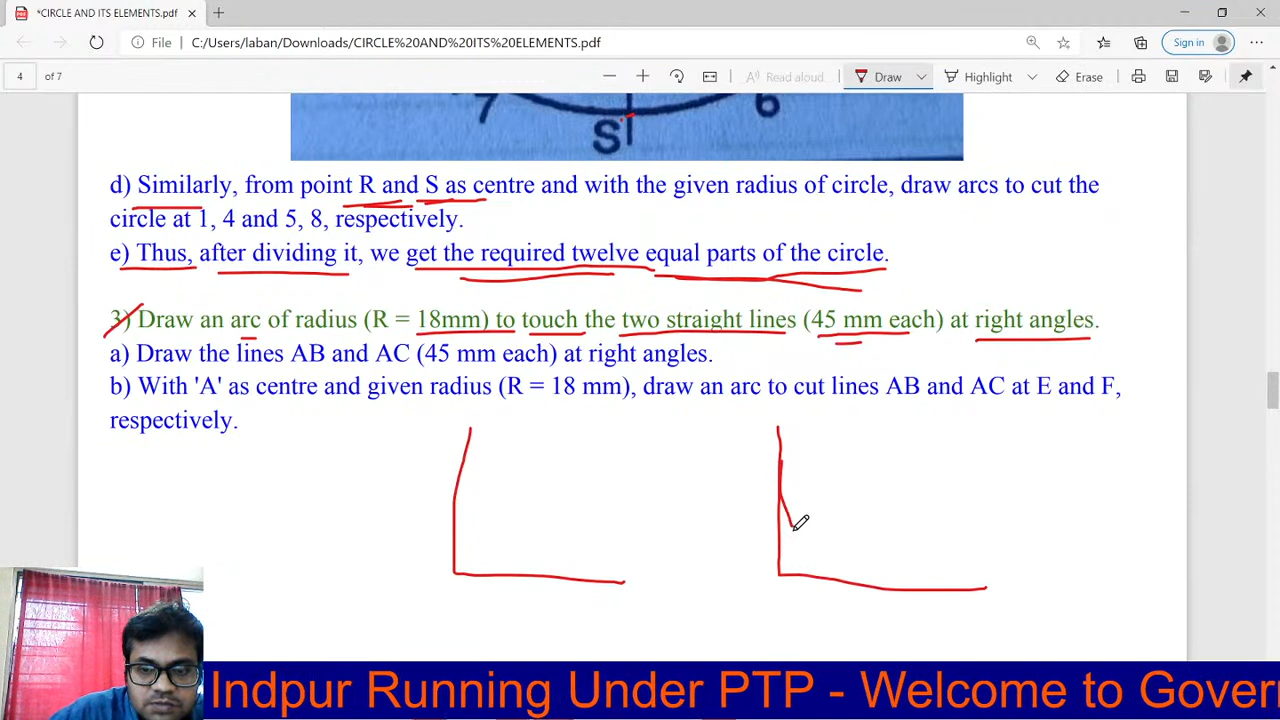 *CIRCLE AND ITS ELEMENTS.pdf
File C:/Users/laban/Downloads/CIRCLE%20AND%20ITS%20ELEMENTS.pdf Sign in
4 of 7 Read aloud Draw Highlight Erase
7 6
S
d) Similarly, from point R and S as centre and with the given radius of circle, draw arcs to cut the
circle at 1, 4 and 5, 8, respectively.
e) Thus, after dividing it, we get the required twelve equal parts of the circle.
3) Draw an arc of radius (R = 18mm) to touch the two straight lines (45 mm each) at right angles.
a) Draw the lines AB and AC (45 mm each) at right angles.
b) With 'A' as centre and given radius (R = 18 mm), draw an arc to cut lines AB and AC at E and F,
respectively.
Indpur Running Under PTP - Welcome to Gover